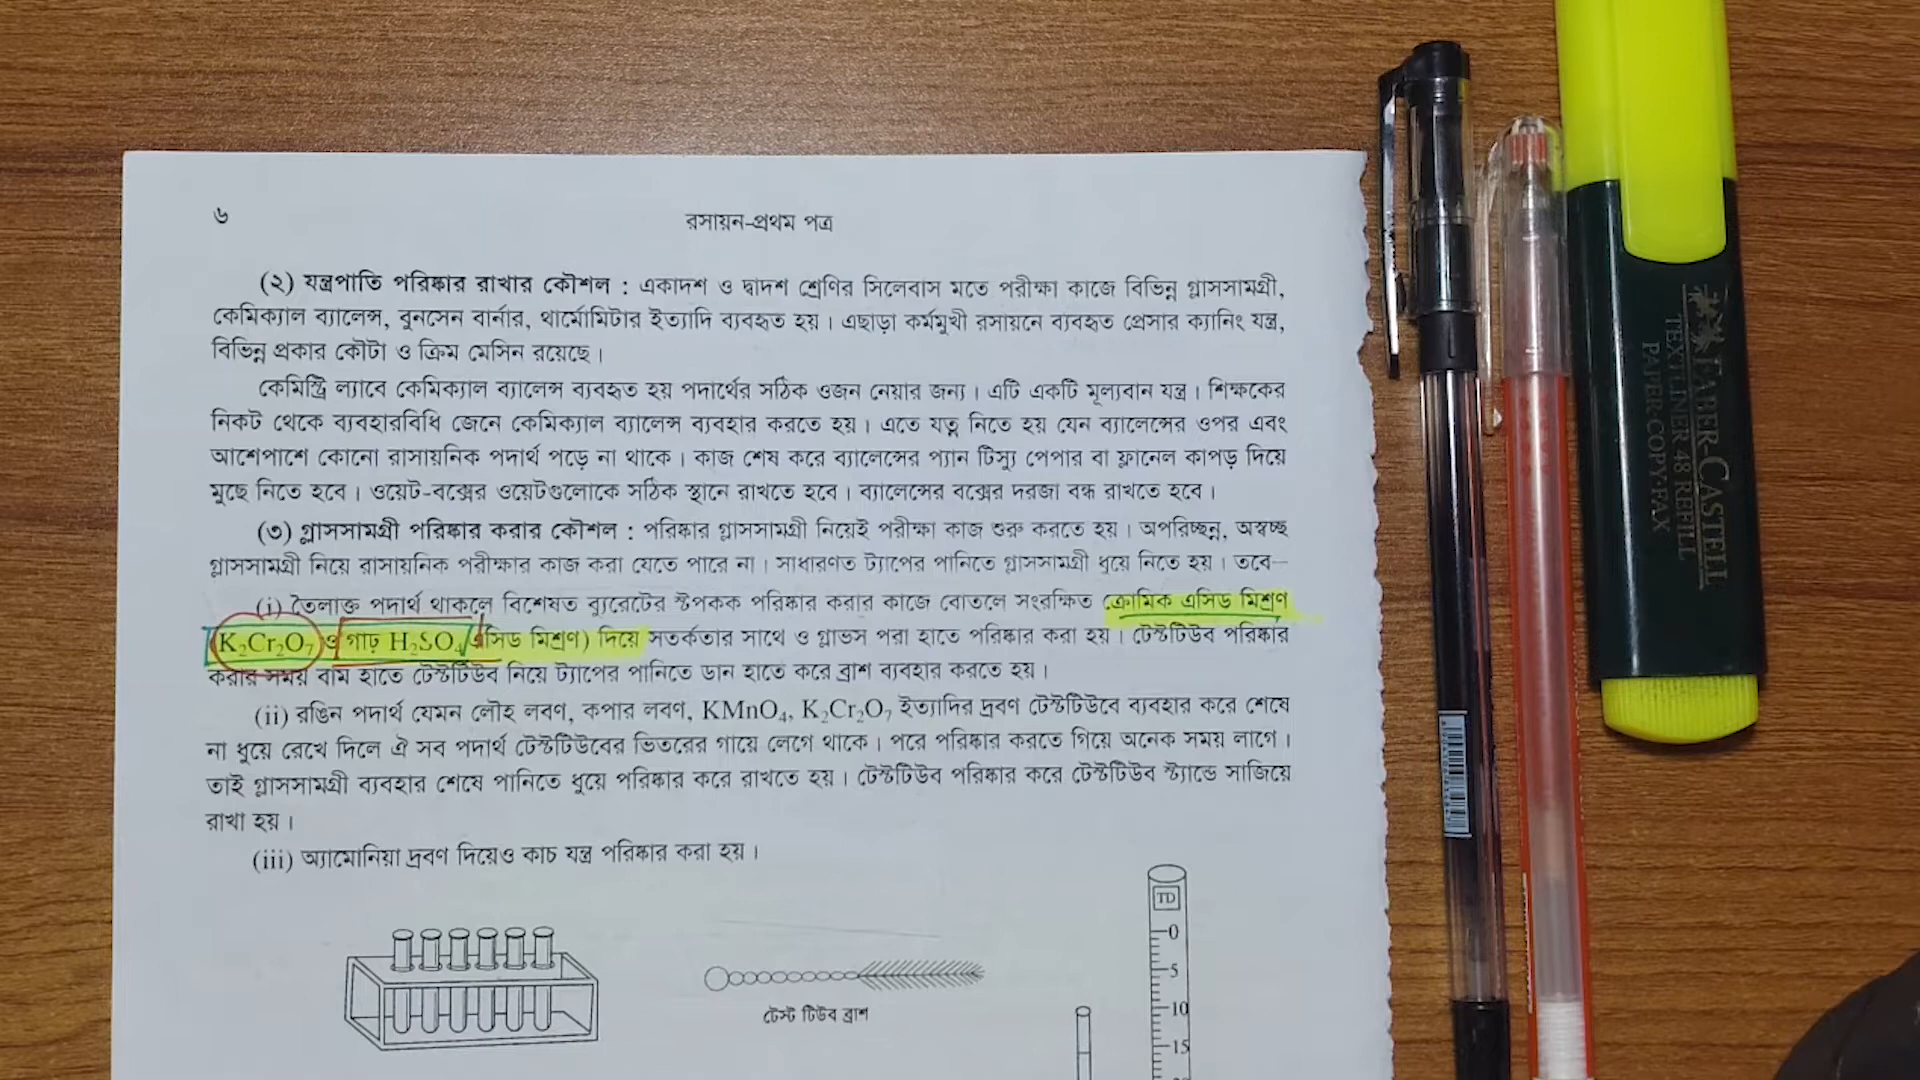 ৬
রসায়ন-প্রথম পত্র
(২) যন্ত্রপাতি পরিষ্কার রাখার কৌশল : একাদশ ও দ্বাদশ শ্রেণির সিলেবাস মতে পরীক্ষা কাজে বিভিন্ন গ্লাসসামগ্রী,
কেমিক্যাল ব্যালেন্স, বুনসেন বার্নার, থার্মোমিটার ইত্যাদি ব্যবহৃত হয়। এছাড়া কর্মমুখী রসায়নে ব্যবহৃত প্রেসার ক্যানিং যন্ত্র,
বিভিন্ন প্রকার কৌটা ও ক্রিম মেসিন রয়েছে।
কেমিস্ট্রি ল্যাবে কেমিক্যাল ব্যালেন্স ব্যবহৃত হয় পদার্থের সঠিক ওজন নেয়ার জন্য। এটি একটি মূল্যবান যন্ত্র। শিক্ষকের
নিকট থেকে ব্যবহারবিধি জেনে কেমিক্যাল ব্যালেন্স ব্যবহার করতে হয়। এতে যত্ন নিতে হয় যেন ব্যালেন্সের ওপর এবং
আশেপাশে কোনো রাসায়নিক পদার্থ পড়ে না থাকে। কাজ শেষ করে ব্যালেন্সের প্যান টিস্যু পেপার বা ফ্লানেল কাপড় দিয়ে
মুছে নিতে হবে। ওয়েট-বক্সের ওয়েটগুলোকে সঠিক স্থানে রাখতে হবে। ব্যালেন্সের বক্সের দরজা বন্ধ রাখতে হবে।
(৩) গ্লাসসামগ্রী পরিষ্কার করার কৌশল : পরিষ্কার গ্লাসসামগ্রী নিয়েই পরীক্ষা কাজ শুরু করতে হয়। অপরিচ্ছন্ন, অস্বচ্ছ
গ্লাসসামগ্রী নিয়ে রাসায়নিক পরীক্ষার কাজ করা যেতে পারে না। সাধারণত ট্যাপের পানিতে গ্লাসসামগ্রী ধুয়ে নিতে হয়। তবে—
(i) তৈলাক্ত পদার্থ থাকলে বিশেষত ব্যুরেটের স্টপকক পরিষ্কার করার কাজে বোতলে সংরক্ষিত ক্রোমিক এসিড মিশ্রণ
K₂Cr₂O₇ ও গাঢ় H₂SO₄ এসিড মিশ্রণ) দিয়ে সতর্কতার সাথে ও গ্লাভস পরা হাতে পরিষ্কার করা হয়। টেস্টটিউব পরিষ্কার
করার সময় বাম হাতে টেস্টটিউব নিয়ে ট্যাপের পানিতে ডান হাতে করে ব্রাশ ব্যবহার করতে হয়।
(ii) রঙিন পদার্থ যেমন লৌহ লবণ, কপার লবণ, KMnO₄, K₂Cr₂O₇ ইত্যাদির দ্রবণ টেস্টটিউবে ব্যবহার করে শেষে
না ধুয়ে রেখে দিলে ঐ সব পদার্থ টেস্টটিউবের ভিতরের গায়ে লেগে থাকে। পরে পরিষ্কার করতে গিয়ে অনেক সময় লাগে।
তাই গ্লাসসামগ্রী ব্যবহার শেষে পানিতে ধুয়ে পরিষ্কার করে রাখতে হয়। টেস্টটিউব পরিষ্কার করে টেস্টটিউব স্ট্যান্ডে সাজিয়ে
রাখা হয়।
(iii) অ্যামোনিয়া দ্রবণ দিয়েও কাচ যন্ত্র পরিষ্কার করা হয়।
টেস্ট টিউব ব্রাশ
TD
0
5
10
15
FABER-CASTELL
TEXTLINER 48 REFILL
PAPER·COPY·FAX